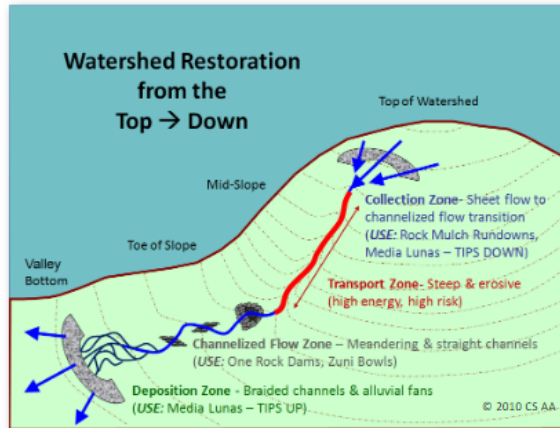 Watershed Restoration
from the
Top → Down
Top of Watershed
Mid-Slope
Toe of Slope
Valley
Bottom
Collection Zone- Sheet flow to
channelized flow transition
(USE: Rock Mulch Rundowns,
Media Lunas – TIPS DOWN)
Transport Zone- Steep & erosive
(high energy, high risk)
Channelized Flow Zone – Meandering & straight channels
(USE: One Rock Dams, Zuni Bowls)
Deposition Zone - Braided channels & alluvial fans
(USE: Media Lunas – TIPS UP)
© 2010 CS AA